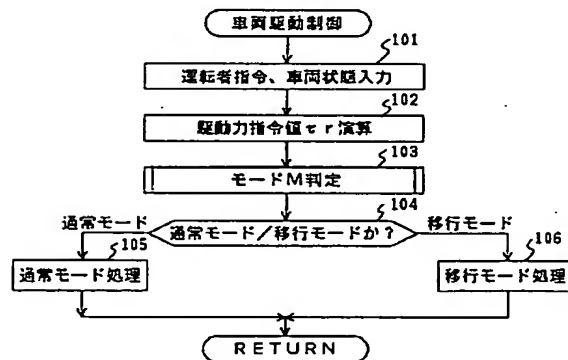 車両駆動制御
101
運転者指令、車両状態入力
102
駆動力指令値τr演算
103
モードM判定
104
通常モード
通常モード/移行モードか?
移行モード
105
106
通常モード処理
移行モード処理
RETURN